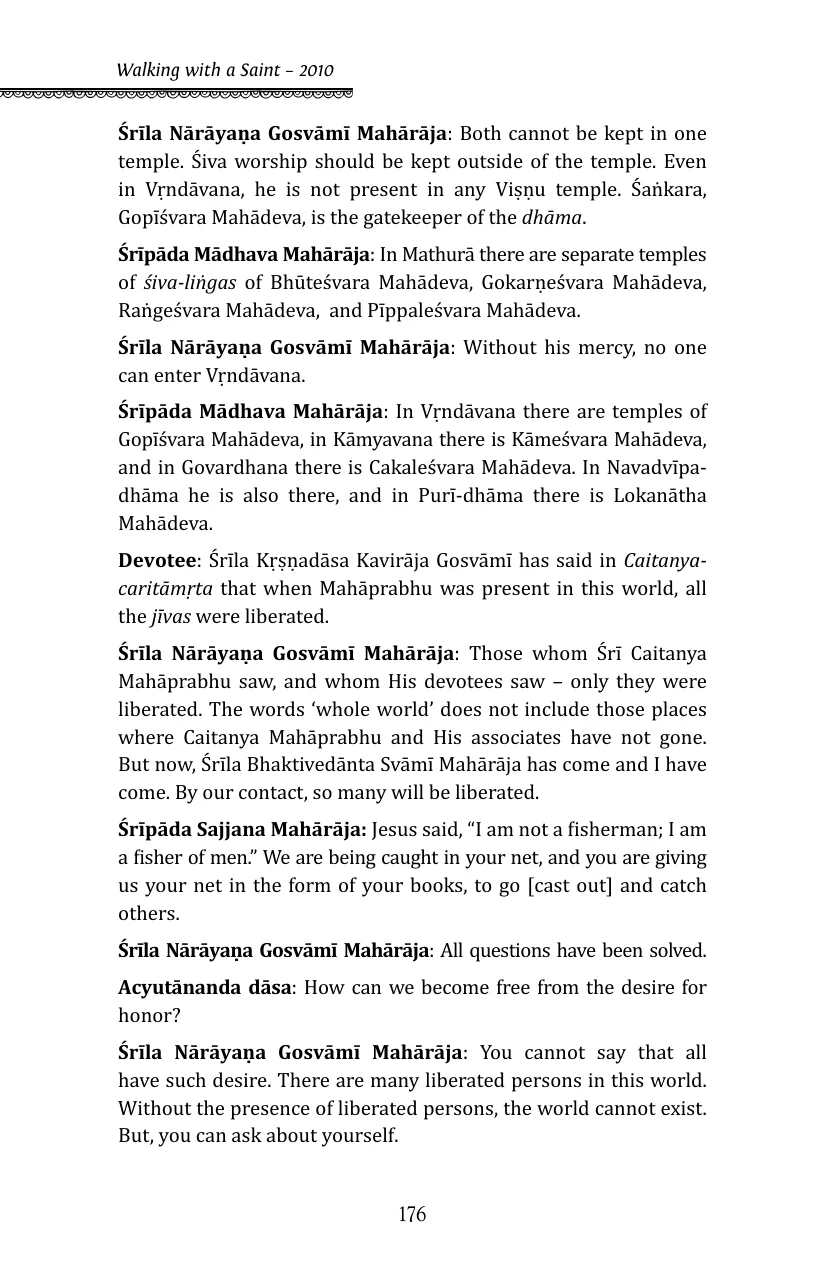 Walking with a Saint – 2010
Śrīla Nārāyaṇa Gosvāmī Mahārāja: Both cannot be kept in one
temple. Śiva worship should be kept outside of the temple. Even
in Vṛndāvana, he is not present in any Viṣṇu temple. Śaṅkara,
Gopīśvara Mahādeva, is the gatekeeper of the dhāma.
Śrīpāda Mādhava Mahārāja: In Mathurā there are separate temples
of śiva-liṅgas of Bhūteśvara Mahādeva, Gokarṇeśvara Mahādeva,
Raṅgeśvara Mahādeva,  and Pīppaleśvara Mahādeva.
Śrīla Nārāyaṇa Gosvāmī Mahārāja: Without his mercy, no one
can enter Vṛndāvana.
Śrīpāda Mādhava Mahārāja: In Vṛndāvana there are temples of
Gopīśvara Mahādeva, in Kāmyavana there is Kāmeśvara Mahādeva,
and in Govardhana there is Cakaleśvara Mahādeva. In Navadvīpa-
dhāma he is also there, and in Purī-dhāma there is Lokanātha
Mahādeva.
Devotee: Śrīla Kṛṣṇadāsa Kavirāja Gosvāmī has said in Caitanya-
caritāmṛta that when Mahāprabhu was present in this world, all
the jīvas were liberated.
Śrīla Nārāyaṇa Gosvāmī Mahārāja: Those whom Śrī Caitanya
Mahāprabhu saw, and whom His devotees saw – only they were
liberated. The words ‘whole world’ does not include those places
where Caitanya Mahāprabhu and His associates have not gone.
But now, Śrīla Bhaktivedānta Svāmī Mahārāja has come and I have
come. By our contact, so many will be liberated.
Śrīpāda Sajjana Mahārāja: Jesus said, “I am not a fisherman; I am
a fisher of men.” We are being caught in your net, and you are giving
us your net in the form of your books, to go [cast out] and catch
others.
Śrīla Nārāyaṇa Gosvāmī Mahārāja: All questions have been solved.
Acyutānanda dāsa: How can we become free from the desire for
honor?
Śrīla Nārāyaṇa Gosvāmī Mahārāja: You cannot say that all
have such desire. There are many liberated persons in this world.
Without the presence of liberated persons, the world cannot exist.
But, you can ask about yourself.
176